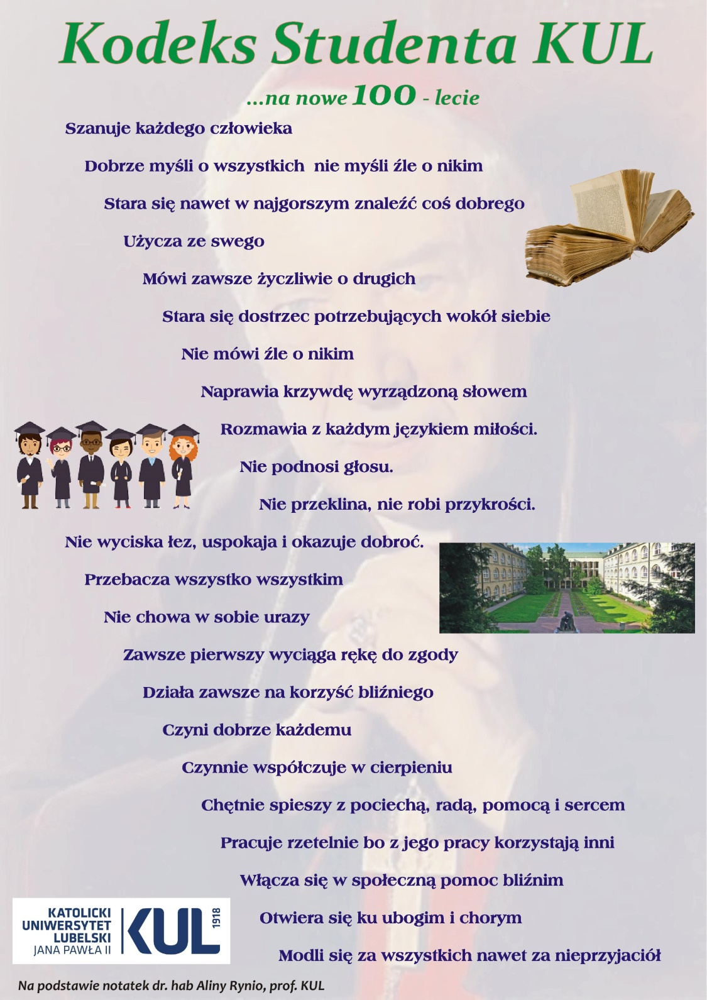 Kodeks Studenta KUL
...na nowe 100 - lecie
Szanuje każdego człowieka
Dobrze myśli o wszystkich nie myśli źle o nikim
Stara się nawet w najgorszym znaleźć coś dobrego
Użycza ze swego
Mówi zawsze życzliwie o drugich
Stara się dostrzec potrzebujących wokół siebie
Nie mówi źle o nikim
Naprawia krzywdę wyrządzoną słowem
Rozmawia z każdym językiem miłości.
Nie podnosi głosu.
Nie przeklina, nie robi przykrości.
Nie wyciska łez, uspokaja i okazuje dobroć.
Przebacza wszystko wszystkim
Nie chowa w sobie urazy
Zawsze pierwszy wyciąga rękę do zgody
Działa zawsze na korzyść bliźniego
Czyni dobrze każdemu
Czynnie współczuje w cierpieniu
Chętnie spieszy z pociechą, radą, pomocą i sercem
Pracuje rzetelnie bo z jego pracy korzystają inni
Włącza się w społeczną pomoc bliźnim
Otwiera się ku ubogim i chorym
Modli się za wszystkich nawet za nieprzyjaciół
KATOLICKI
UNIWERSYTET
LUBELSKI
JANA PAWŁA II
KUL
1918
Na podstawie notatek dr. hab Aliny Rynio, prof. KUL